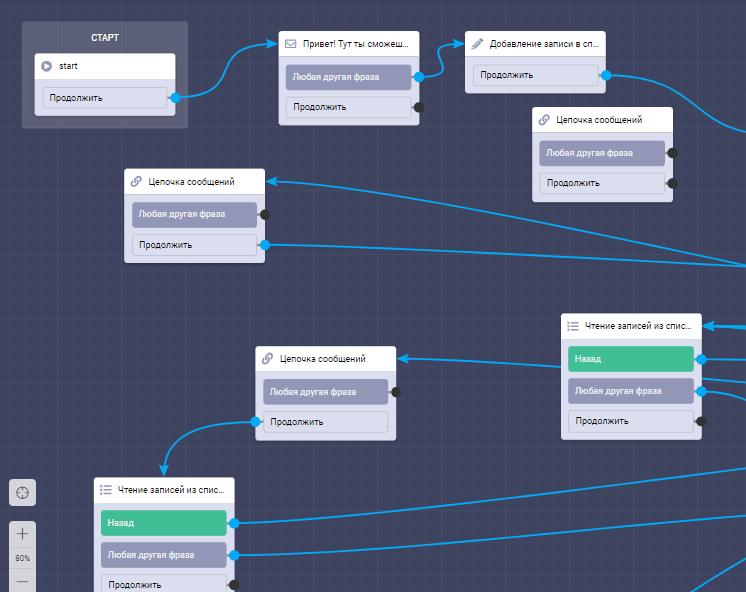 СТАРТ
start
Продолжить
Привет! Тут ты сможеш...
Любая другая фраза
Продолжить
Добавление записи в сп...
Продолжить
Цепочка сообщений
Любая другая фраза
Продолжить
Цепочка сообщений
Любая другая фраза
Продолжить
Чтение записей из спис...
Назад
Любая другая фраза
Продолжить
Цепочка сообщений
Любая другая фраза
Продолжить
Чтение записей из спис...
Назад
Любая другая фраза
Продолжить
80%